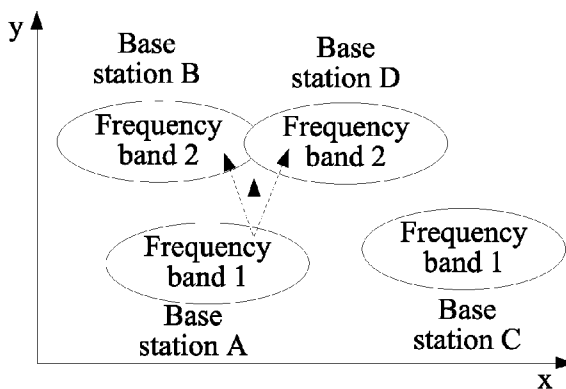 y
Base
station B
Base
station D
Frequency
band 2
Frequency
band 2
Frequency
band 1
Frequency
band 1
Base
station A
Base
station C
x